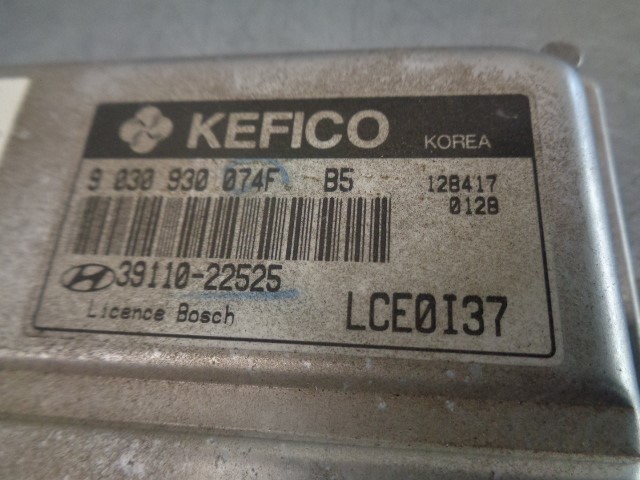 KEFICO KOREA
9 030 930 074F B5 128417
0128
39110-22525
Licence Bosch LCE0I37